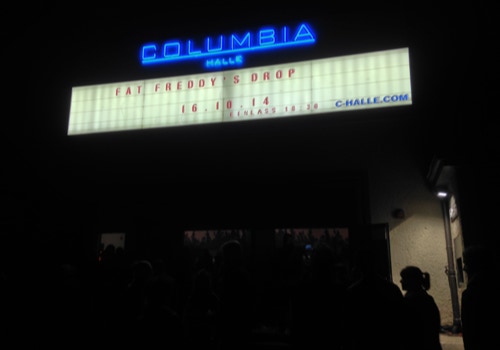 COLUMBIA
HALLE
FAT FREDDY'S DROP
16.10.14
EINLASS 18:30
C-HALLE.COM